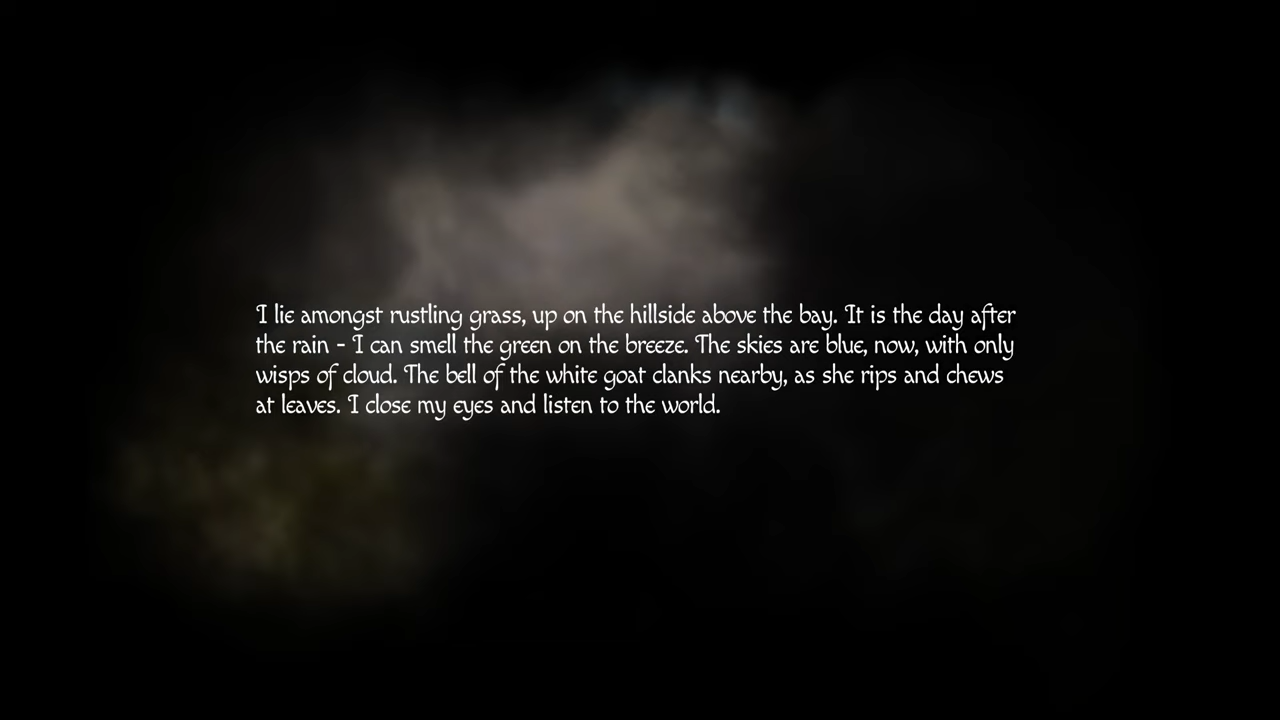 I lie amongst rustling grass, up on the hillside above the bay. It is the day after
the rain - I can smell the green on the breeze. The skies are blue, now, with only
wisps of cloud. The bell of the white goat clanks nearby, as she rips and chews
at leaves. I close my eyes and listen to the world.